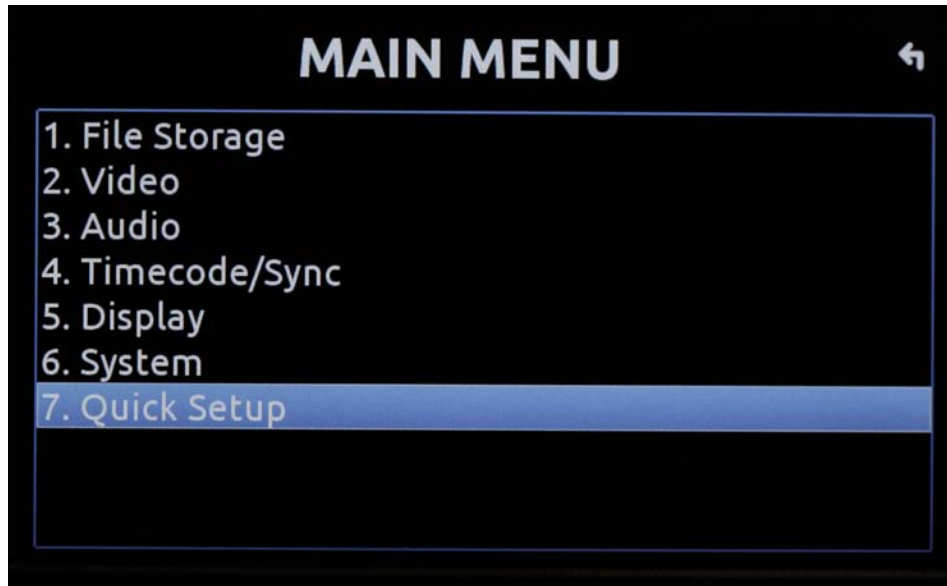 MAIN MENU
1. File Storage
2. Video
3. Audio
4. Timecode/Sync
5. Display
6. System
7. Quick Setup